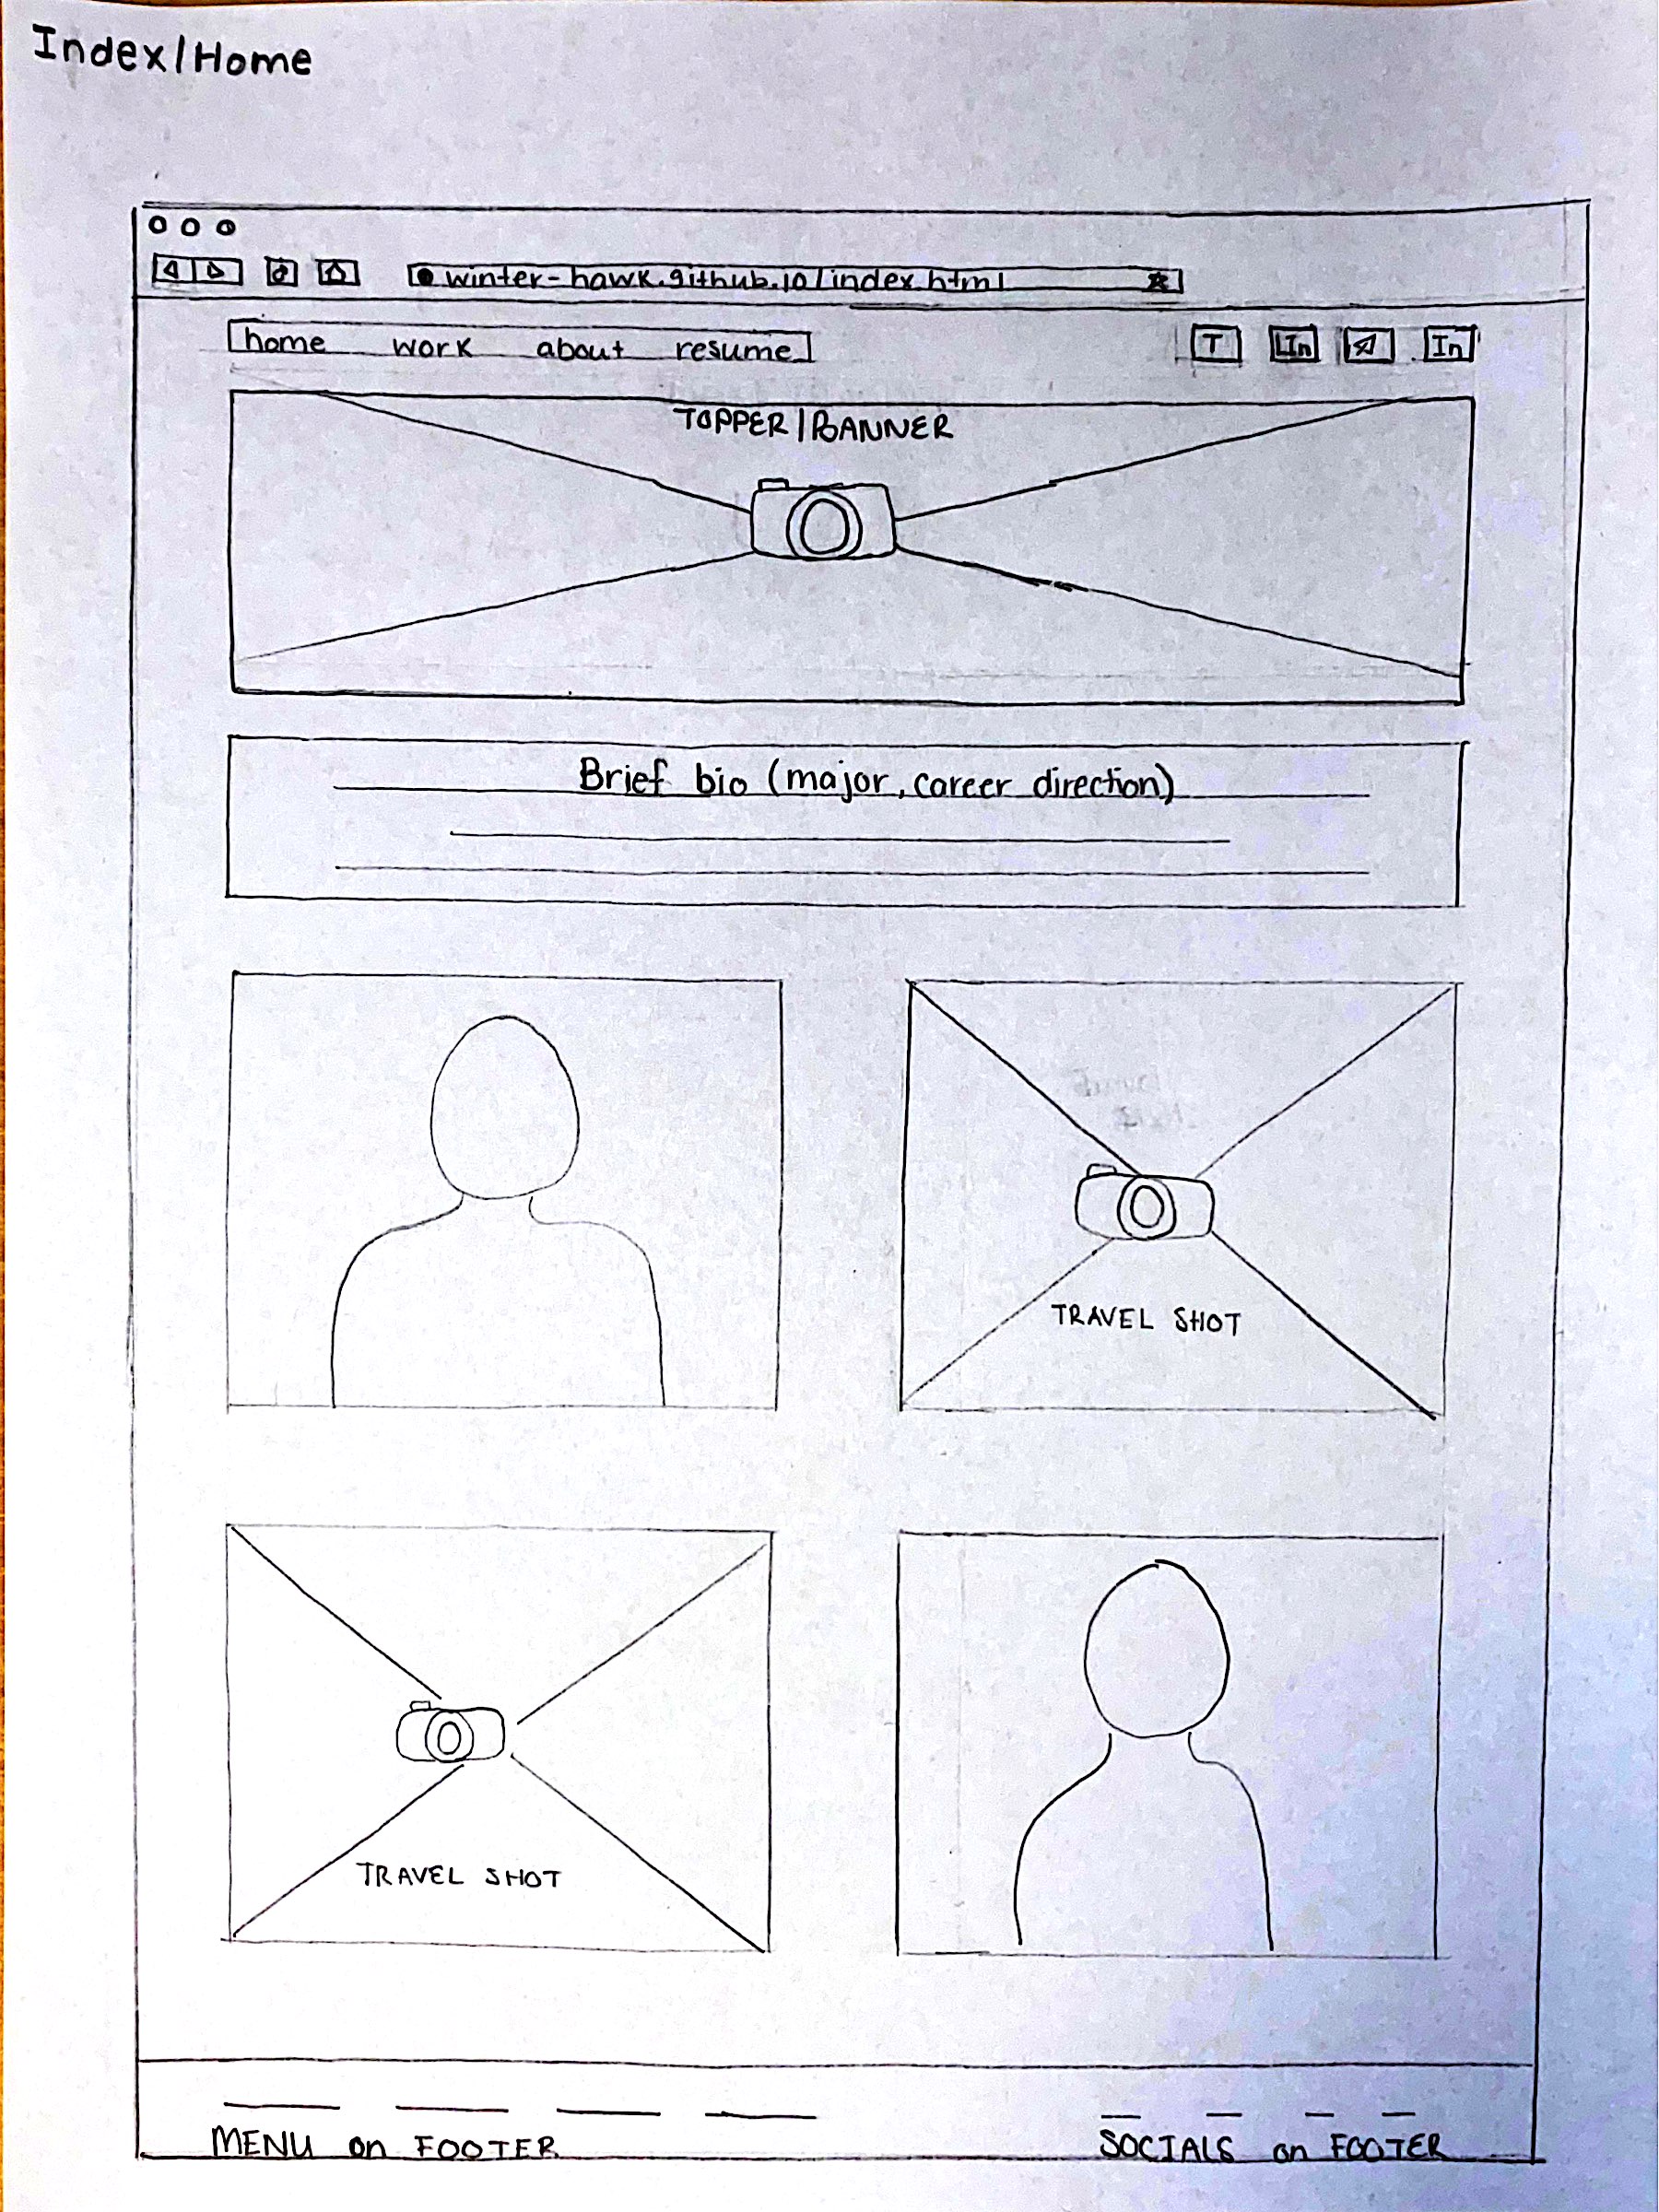 Index/Home
winter-hawk.github.io/index.html
home work about resume
T In In
TOPPER/BANNER
Brief bio (major, career direction)
TRAVEL SHOT
TRAVEL SHOT
MENU on FOOTER
SOCIALS on FOOTER